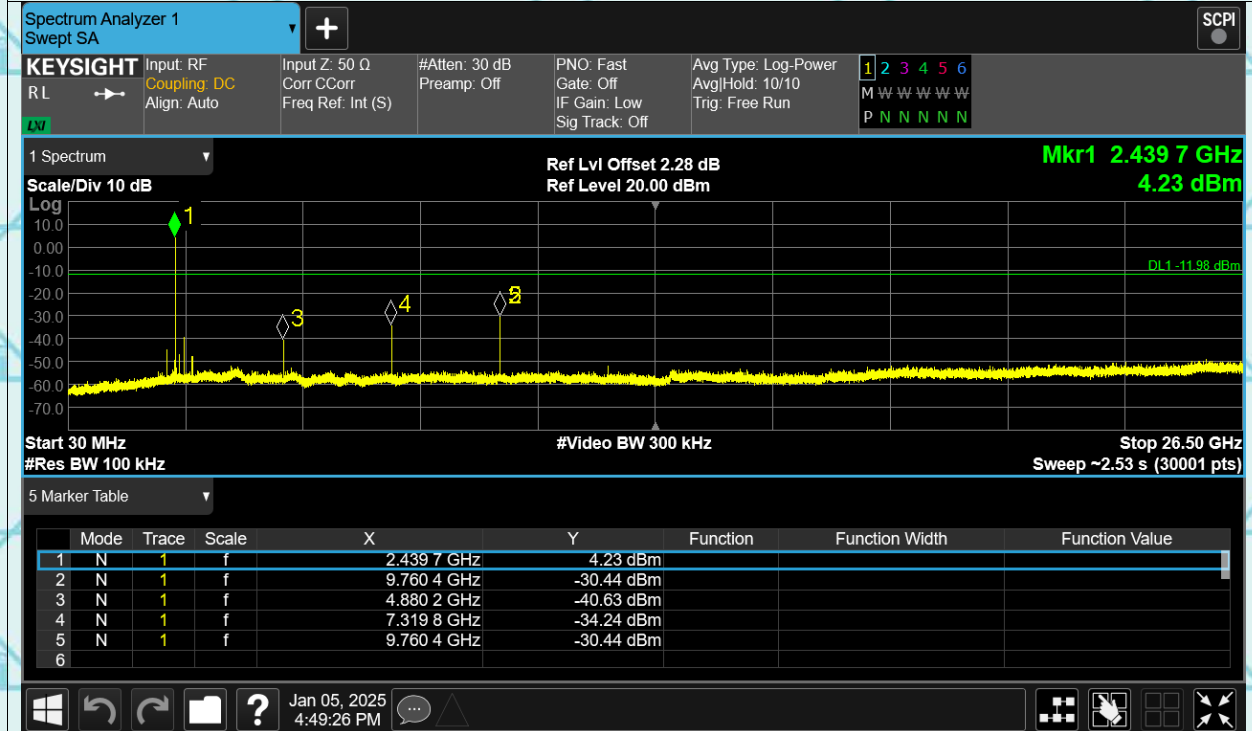 Spectrum Analyzer 1
Swept SA
SCPI
KEYSIGHT
R L
LXI
Input: RF
Coupling: DC
Align: Auto
Input Z: 50 Ω
Corr CCorr
Freq Ref: Int (S)
#Atten: 30 dB
Preamp: Off
PNO: Fast
Gate: Off
IF Gain: Low
Sig Track: Off
Avg Type: Log-Power
Avg|Hold: 10/10
Trig: Free Run
1 2 3 4 5 6
M W W W W W
P N N N N N
1 Spectrum
Scale/Div 10 dB
Ref Lvl Offset 2.28 dB
Ref Level 20.00 dBm
Mkr1 2.439 7 GHz
4.23 dBm
Log
10.0
0.00
-10.0
-20.0
-30.0
-40.0
-50.0
-60.0
-70.0
1
3
4
DL1 -11.98 dBm
Start 30 MHz
#Video BW 300 kHz
Stop 26.50 GHz
#Res BW 100 kHz
Sweep ~2.53 s (30001 pts)
5 Marker Table
Mode Trace Scale X Y Function Function Width Function Value
1 N 1 f 2.439 7 GHz 4.23 dBm
2 N 1 f 9.760 4 GHz -30.44 dBm
3 N 1 f 4.880 2 GHz -40.63 dBm
4 N 1 f 7.319 8 GHz -34.24 dBm
5 N 1 f 9.760 4 GHz -30.44 dBm
6
?
Jan 05, 2025
4:49:26 PM